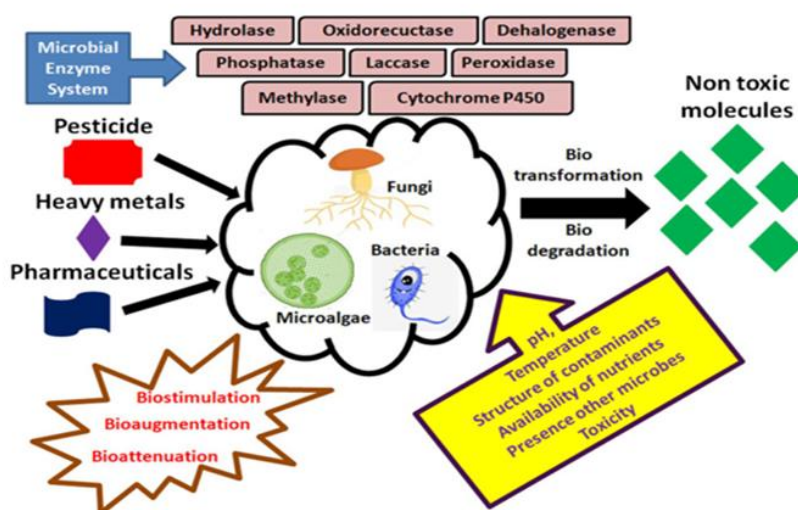 Hydrolase
Oxidorecuctase
Dehalogenase
Microbial
Enzyme
System
Phosphatase
Laccase
Peroxidase
Methylase
Cytochrome P450
Non toxic
molecules
Pesticide
Heavy metals
Pharmaceuticals
Fungi
Bacteria
Microalgae
Bio
transformation
Bio
degradation
pH,
Temperature
Structure of contaminants
Availability of nutrients
Presence other microbes
Toxicity
Biostimulation
Bioaugmentation
Bioattenuation